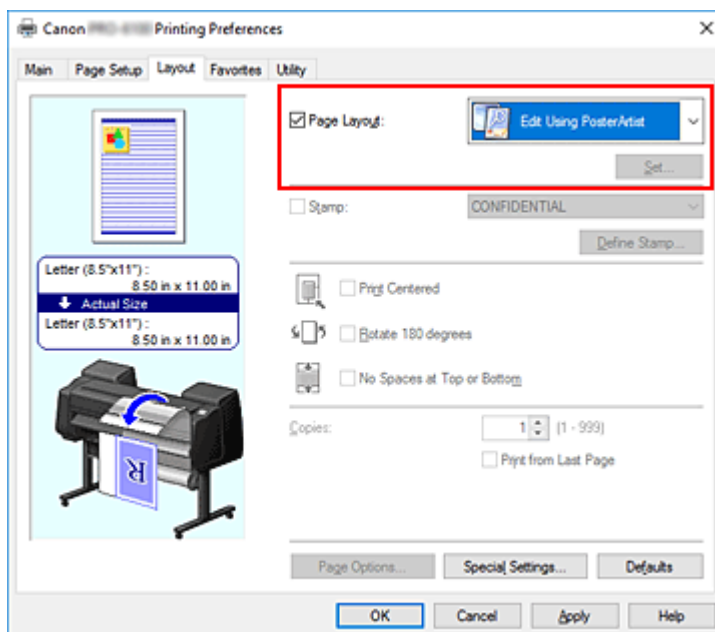 Canon Printing Preferences
Main Page Setup Layout Favorites Utility
Page Layout: Edit Using PosterArtist
Set...
Stamp: CONFIDENTIAL
Define Stamp...
Letter (8.5"x11") :
8.50 in x 11.00 in
Actual Size
Letter (8.5"x11") :
8.50 in x 11.00 in
Print Centered
Rotate 180 degrees
No Spaces at Top or Bottom
Copies: 1 (1 - 999)
Print from Last Page
R
Page Options... Special Settings... Defaults
OK Cancel Apply Help